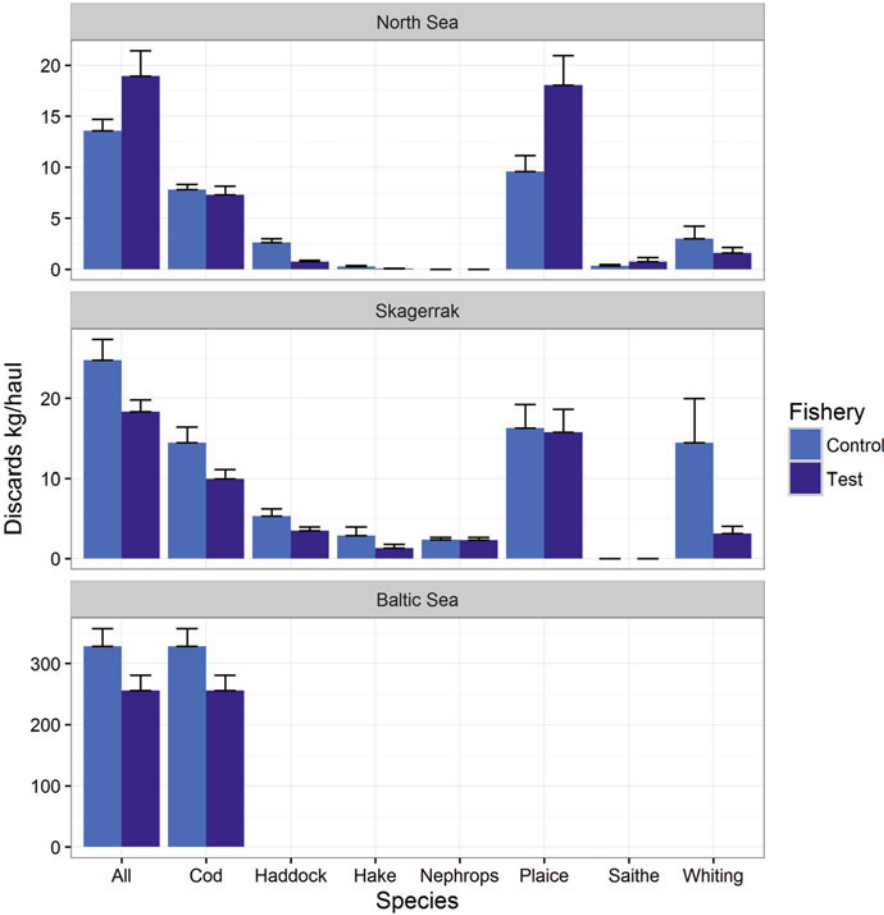 North Sea
20
15
10
5
0
Skagerrak
20
10
0
Baltic Sea
300
200
100
0
All Cod Haddock Hake Nephrops Plaice Saithe Whiting
Species
Discards kg/haul
Fishery
Control
Test